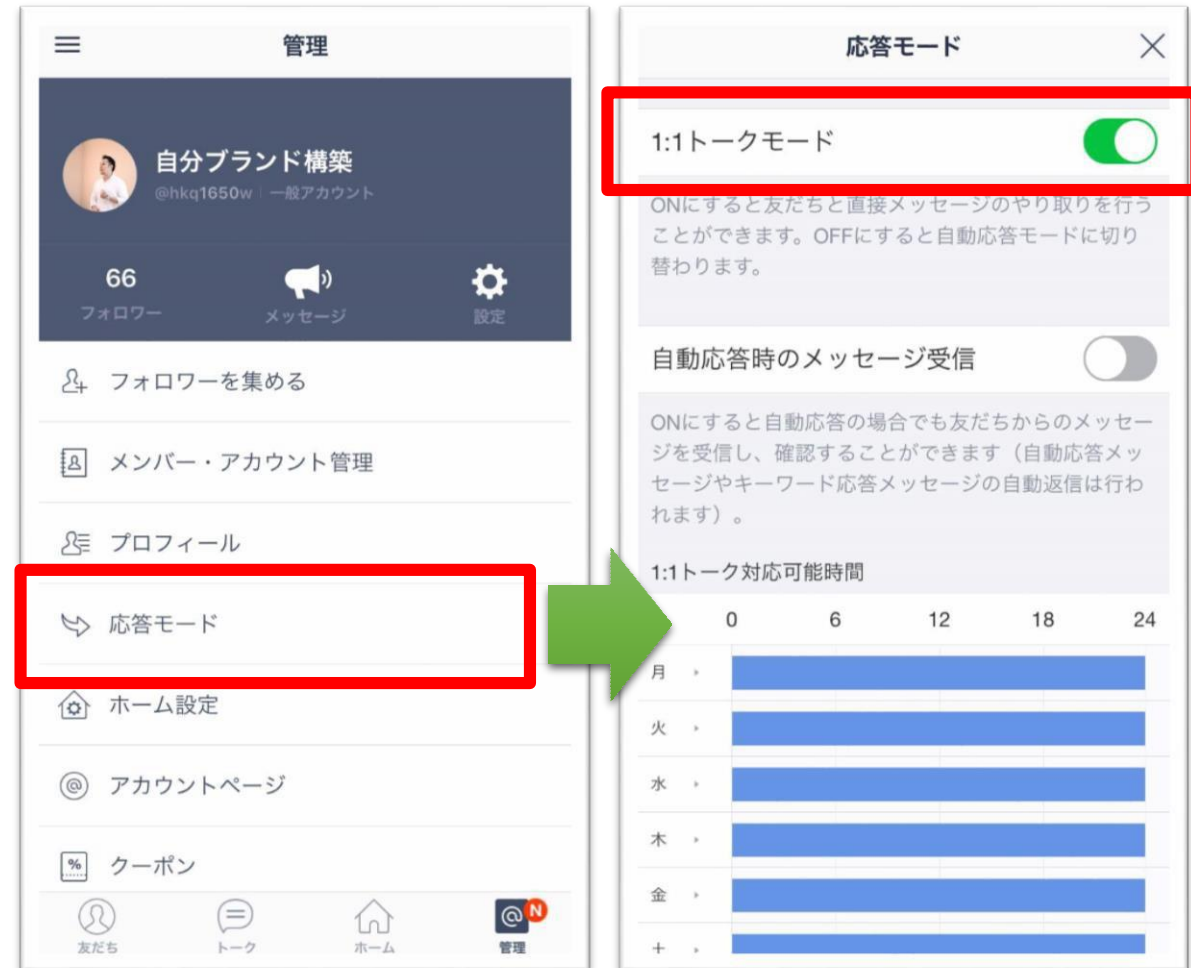 管理
自分ブランド構築
@hkq1650w 一般アカウント
66
フォロワー
メッセージ
設定
フォロワーを集める
メンバー・アカウント管理
プロフィール
応答モード
ホーム設定
@ アカウントページ
% クーポン
友だち
トーク
ホーム
@ N
管理
応答モード
1:1トークモード
ONにすると友だちと直接メッセージのやり取りを行う
ことができます。OFFにすると自動応答モードに切り
替わります。
自動応答時のメッセージ受信
ONにすると自動応答の場合でも友だちからのメッセー
ジを受信し、確認することができます（自動応答メッ
セージやキーワード応答メッセージの自動返信は行わ
れます）。
1:1トーク対応可能時間
0 6 12 18 24
月
火
水
木
金